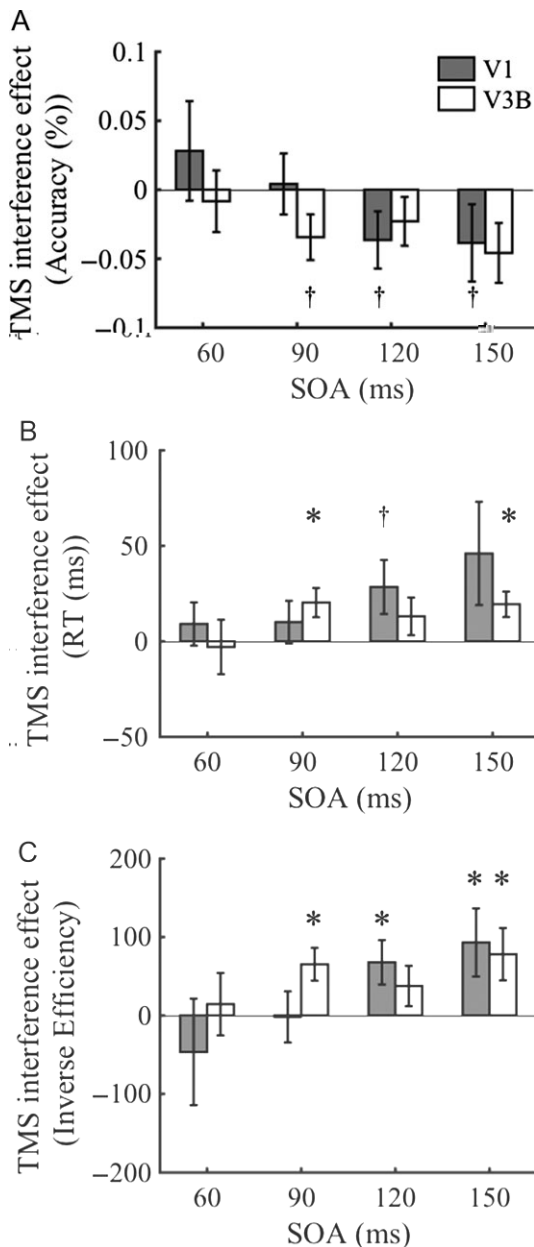 A
TMS interference effect
(Accuracy (%))
0.1
0.05
0
−0.05
−0.1
V1
V3B
† † †
60 90 120 150
SOA (ms)
B
TMS interference effect
(RT (ms))
100
50
0
−50
* † *
60 90 120 150
SOA (ms)
C
TMS interference effect
(Inverse Efficiency)
200
100
0
−100
−200
* * * *
60 90 120 150
SOA (ms)